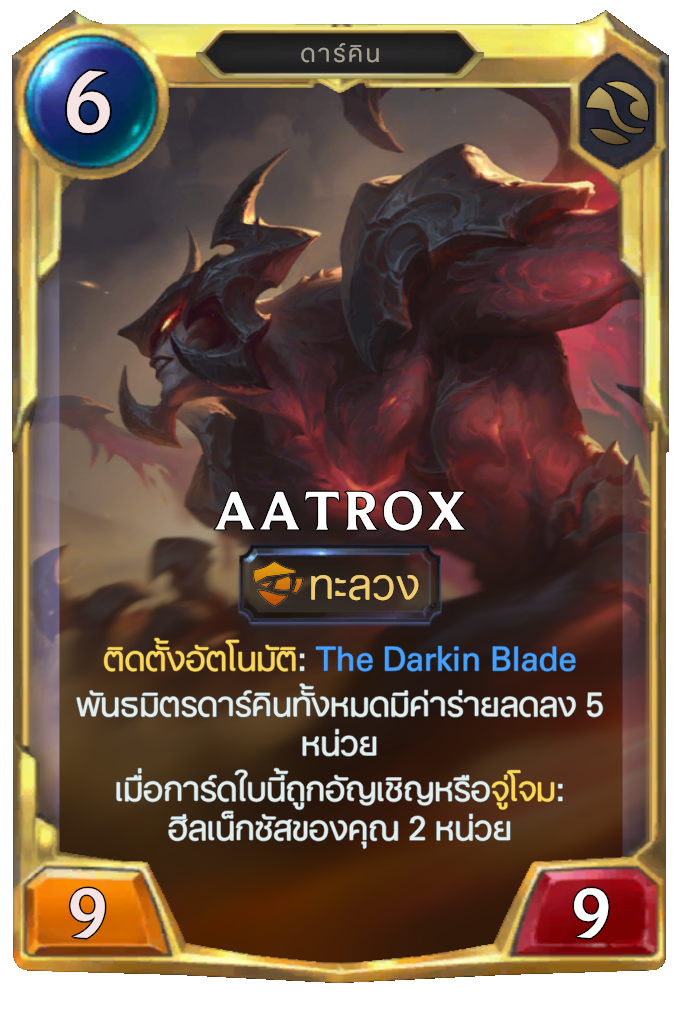 ดาร์คิน
6
AATROX
ทะลวง
ติดตั้งอัตโนมัติ: The Darkin Blade
พันธมิตรดาร์คินทั้งหมดมีค่าร่ายลดลง 5
หน่วย
เมื่อการ์ดใบนี้ถูกอัญเชิญหรือจู่โจม:
ฮีลเน็กซัสของคุณ 2 หน่วย
9
9